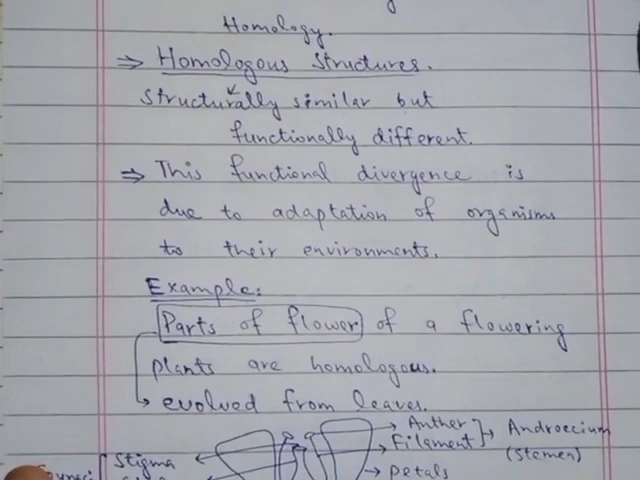 Homology.
⇒ Homologous Structures.
Structurally similar but
functionally different.
⇒ This functional divergence is
due to adaptation of organisms
to their environments.
Example:
Parts of flower of a flowering
plants are homologous.
evolved from leaves.
Anther
Filament
Androecium
(Stemen)
Stigma
petals